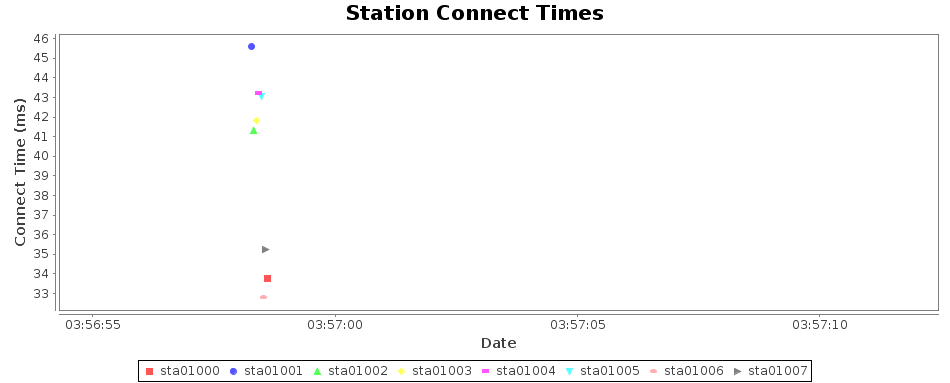 Station Connect Times
46
45
44
43
42
41
40
39
38
37
36
35
34
33
Connect Time (ms)
03:56:55 03:57:00 03:57:05 03:57:10
Date
sta01000 sta01001 sta01002 sta01003 sta01004 sta01005 sta01006 sta01007